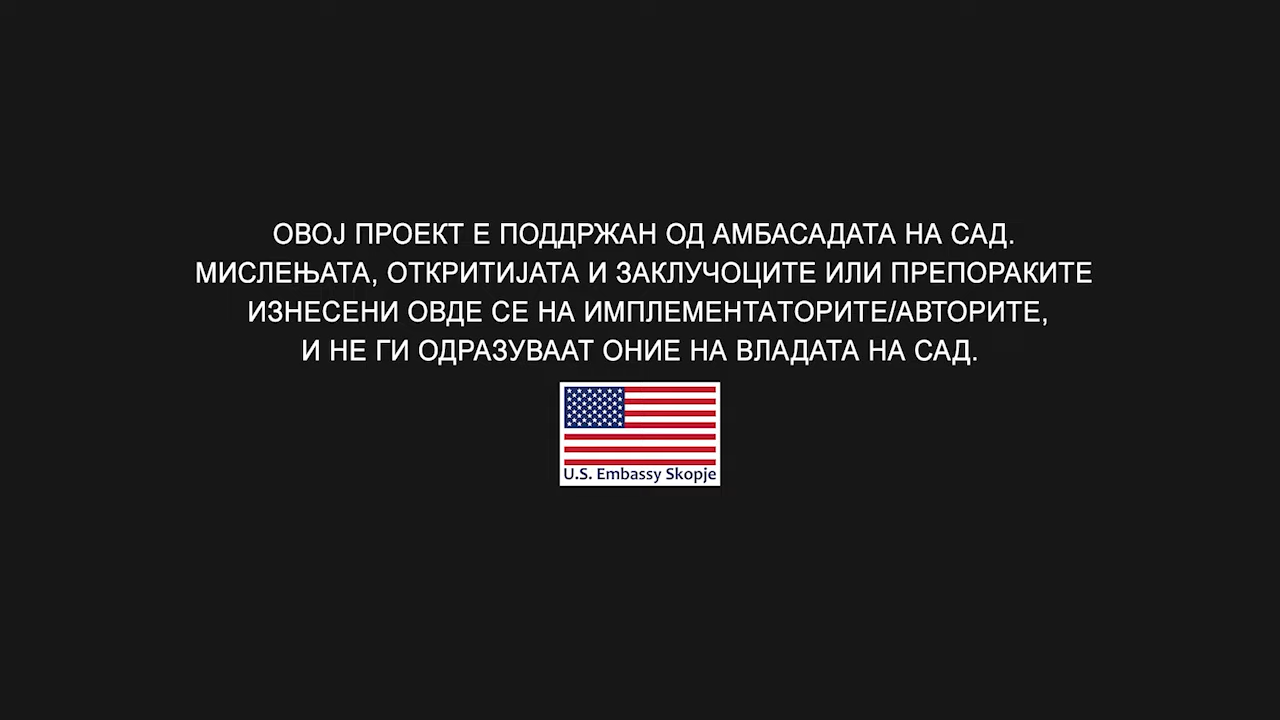 ОВОЈ ПРОЕКТ Е ПОДДРЖАН ОД АМБАСАДАТА НА САД.
МИСЛЕЊАТА, ОТКРИТИЈАТА И ЗАКЛУЧОЦИТЕ ИЛИ ПРЕПОРАКИТЕ
ИЗНЕСЕНИ ОВДЕ СЕ НА ИМПЛЕМЕНТАТОРИТЕ/АВТОРИТЕ,
И НЕ ГИ ОДРАЗУВААТ ОНИЕ НА ВЛАДАТА НА САД.
U.S. Embassy Skopje